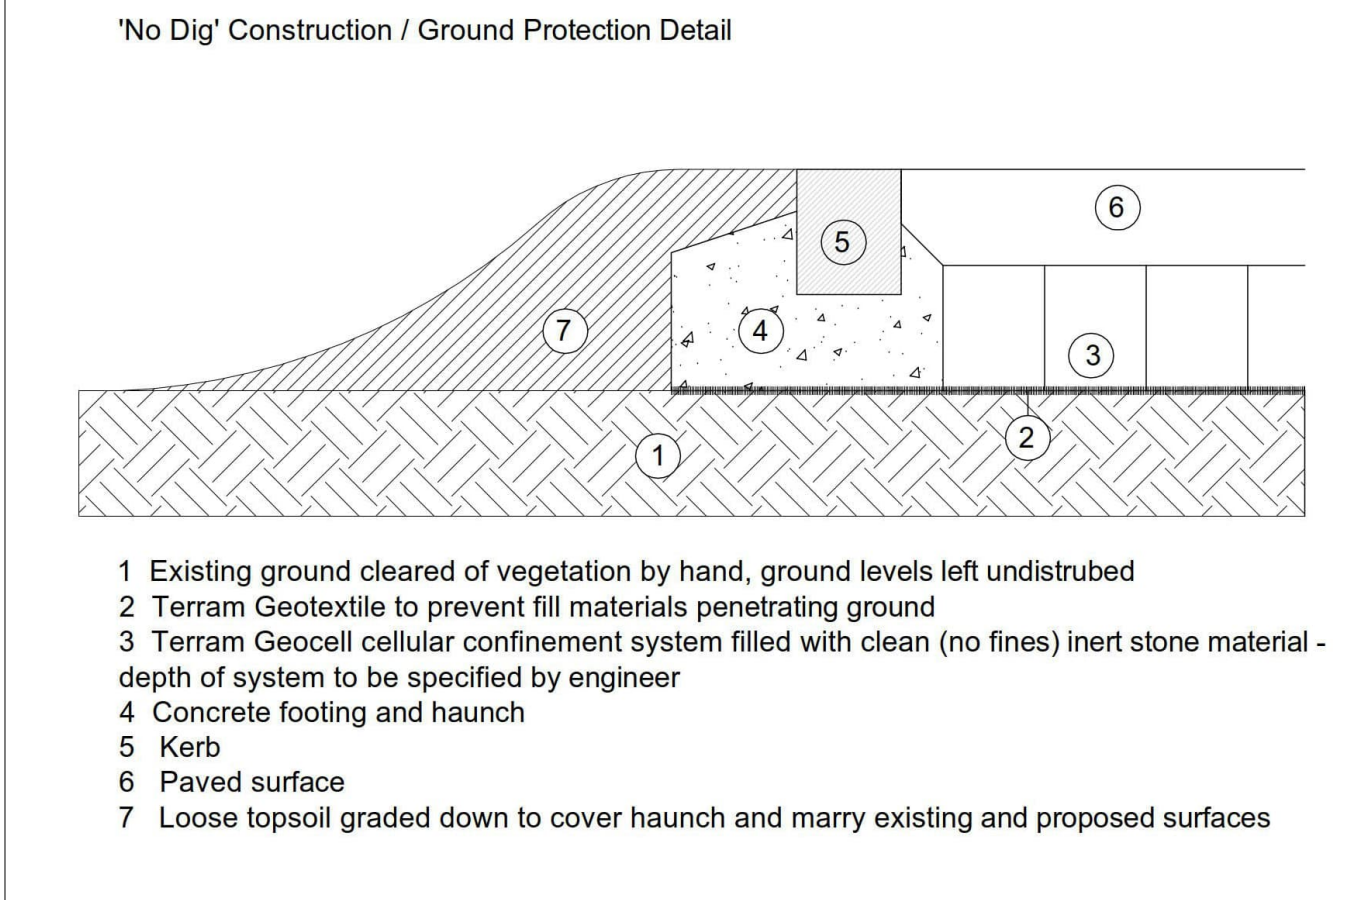 'No Dig' Construction / Ground Protection Detail
6
5
7
4
3
2
1
1 Existing ground cleared of vegetation by hand, ground levels left undistrubed
2 Terram Geotextile to prevent fill materials penetrating ground
3 Terram Geocell cellular confinement system filled with clean (no fines) inert stone material -
depth of system to be specified by engineer
4 Concrete footing and haunch
5 Kerb
6 Paved surface
7 Loose topsoil graded down to cover haunch and marry existing and proposed surfaces